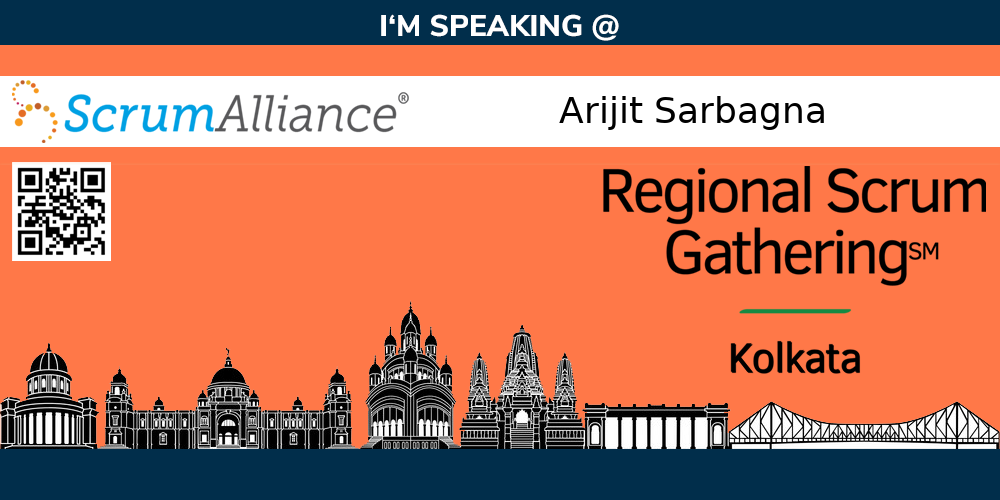 I‘M SPEAKING @
ScrumAlliance®
Arijit Sarbagna
Regional Scrum
Gathering℠
Kolkata